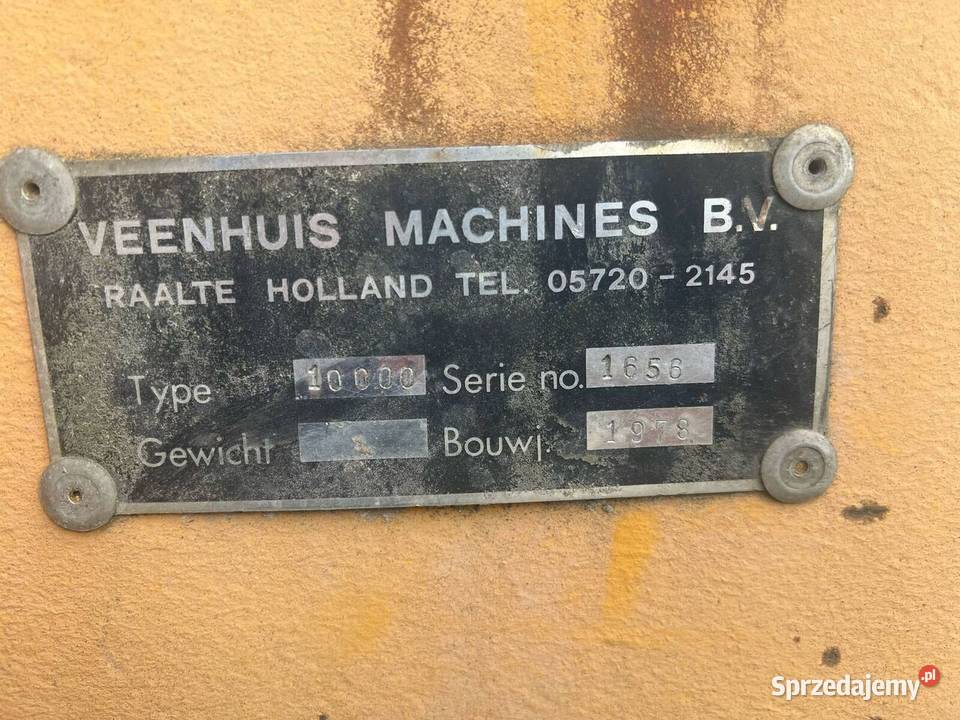 VEENHUIS MACHINES B.V.
RAALTE HOLLAND TEL. 05720-2145
Type 10000 Serie no. 1656
Gewicht Bouwj. 1978
Sprzedajemy.pl